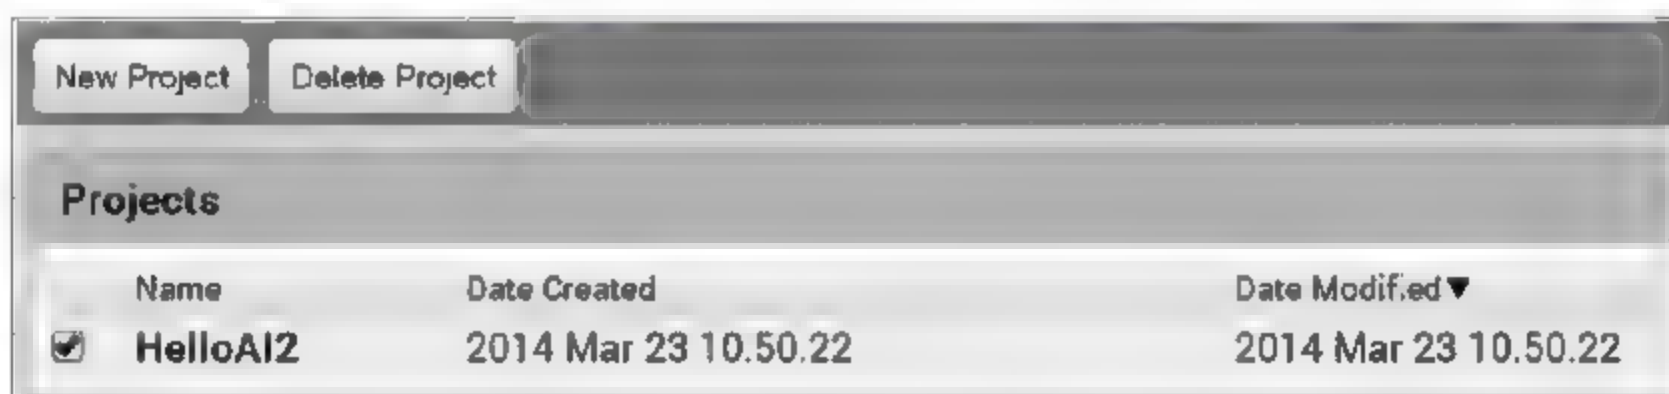 New Project Delete Project
Projects
Name Date Created Date Modified▼
HelloAI2 2014 Mar 23 10.50.22 2014 Mar 23 10.50.22